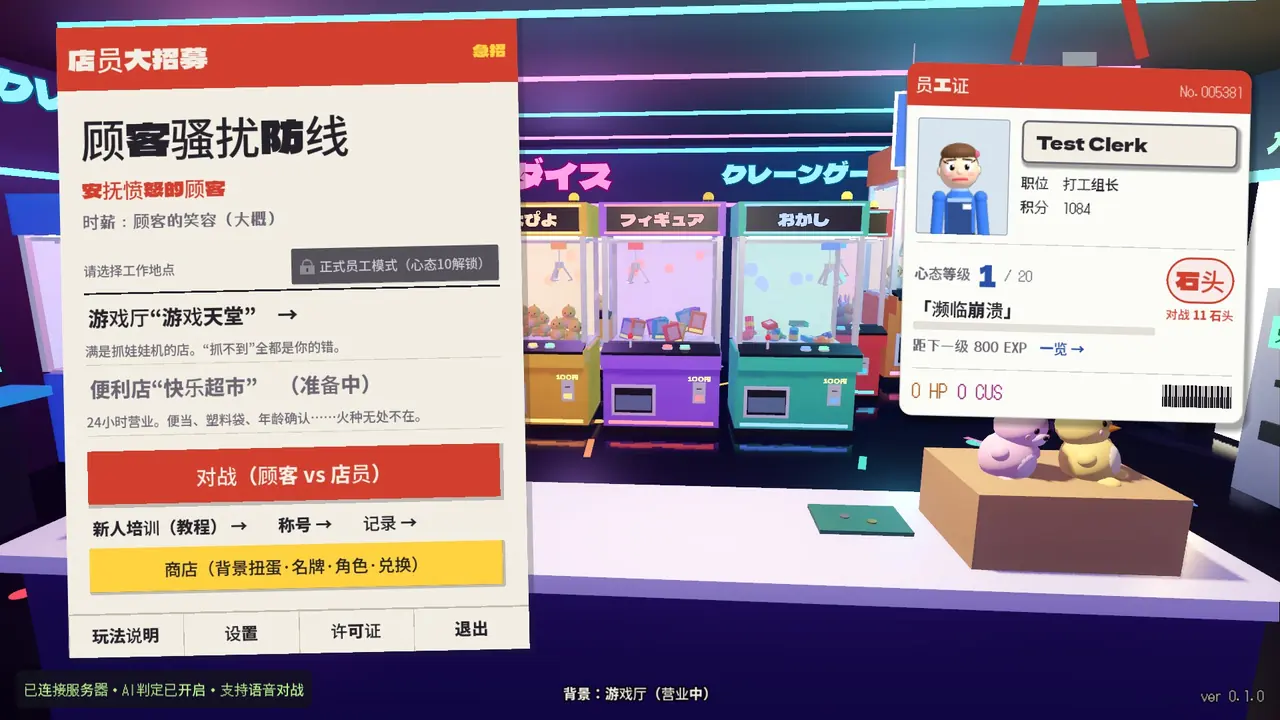 店员大招募
急招
顾客骚扰防线
安抚愤怒的顾客
时薪：顾客的笑容（大概）
请选择工作地点
正式员工模式（心态10解锁）
游戏厅“游戏天堂” →
满是抓娃娃机的店。“抓不到”全都是你的错。
便利店“快乐超市” （准备中）
24小时营业。便当、塑料袋、年龄确认……火种无处不在。
对战（顾客 vs 店员）
新人培训（教程） →
称号 →
记录 →
商店（背景扭蛋·名牌·角色·兑换）
玩法说明
设置
许可证
退出
已连接服务器・AI判定已开启・支持语音对战
ダイス
クレーンゲー
ぴよ
フィギュア
おかし
100円
100円
100円
员工证
No. 005381
Test Clerk
职位 打工组长
积分 1084
心态等级 1 / 20
「濒临崩溃」
石头
对战 11 石头
距下一级 800 EXP 一览 →
0 HP 0 CUS
背景：游戏厅（营业中）
ver 0.1.0